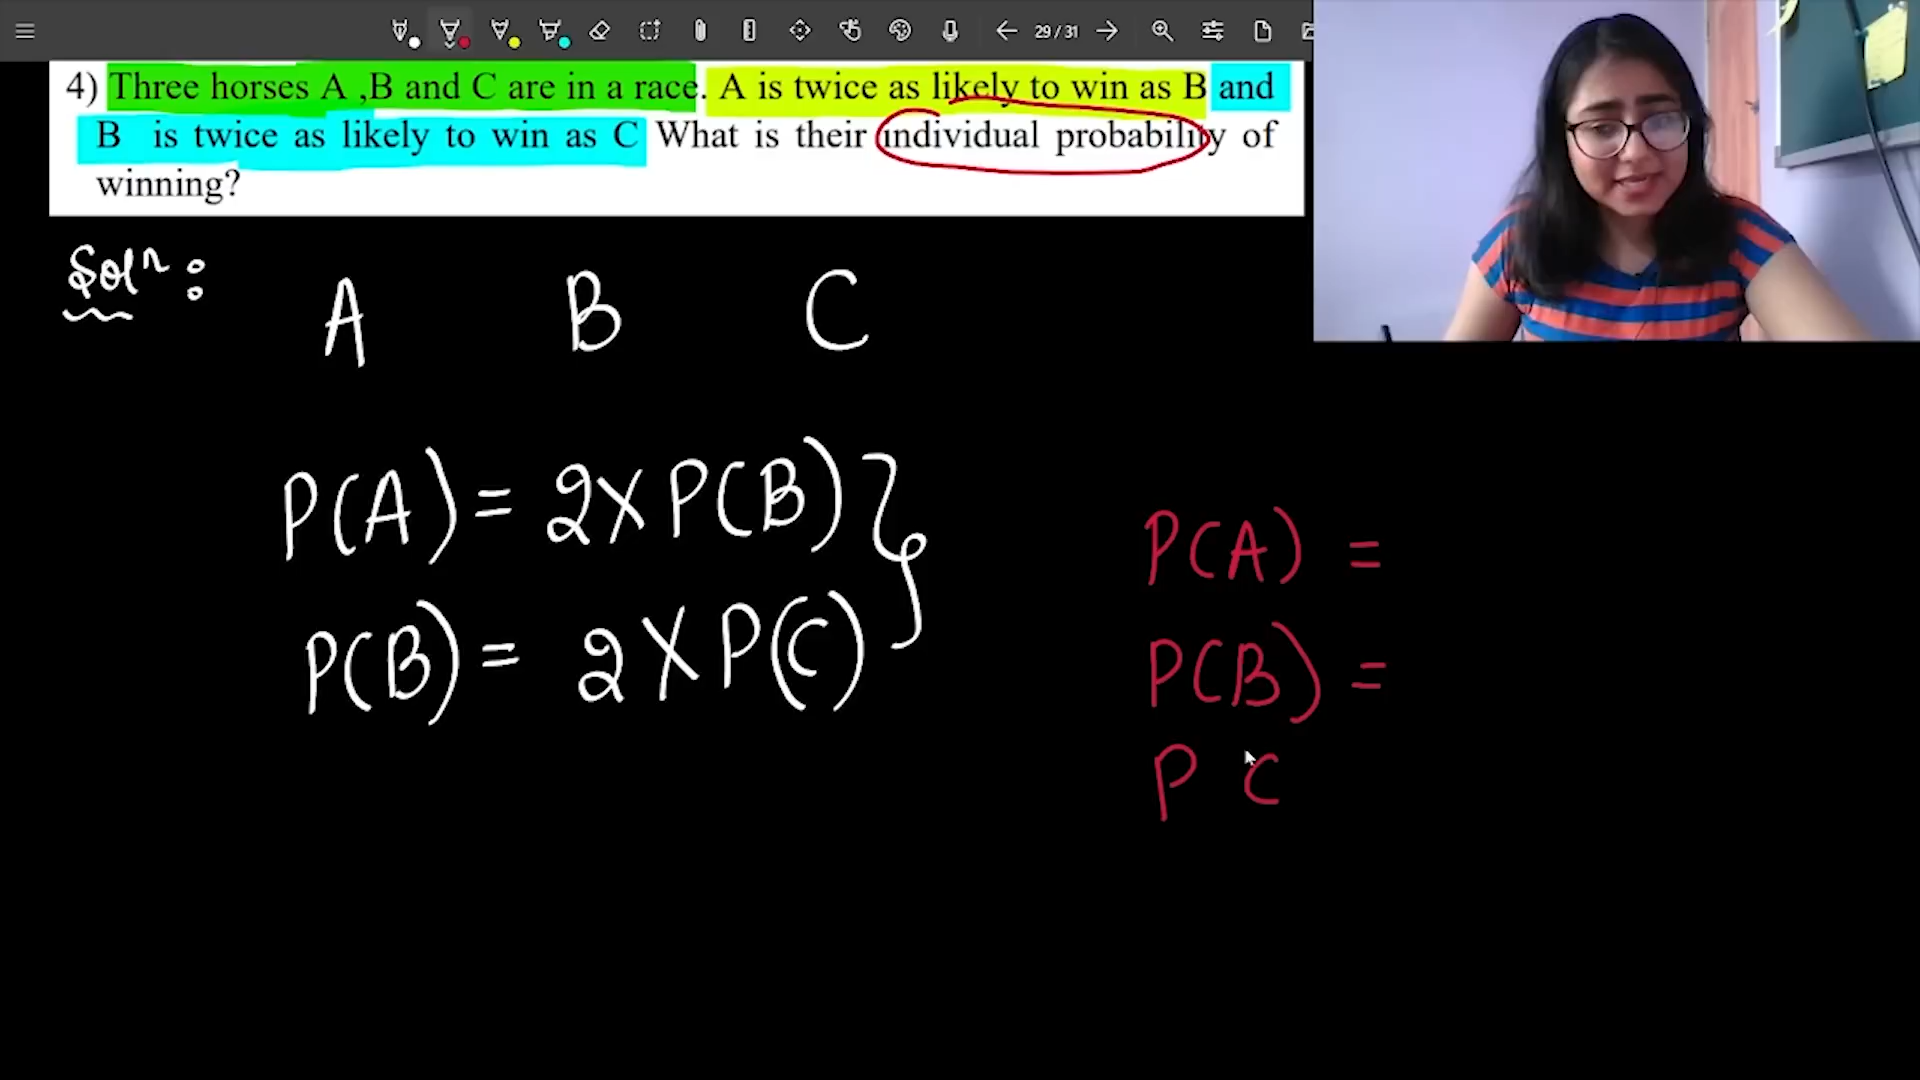 29 / 31
4) Three horses A ,B and C are in a race. A is twice as likely to win as B and
B is twice as likely to win as C What is their individual probability of
winning?
Solⁿ :
A B C
P(A) = 2 X P(B)
P(B) = 2 X P(C)
P(A) =
P(B) =
P C